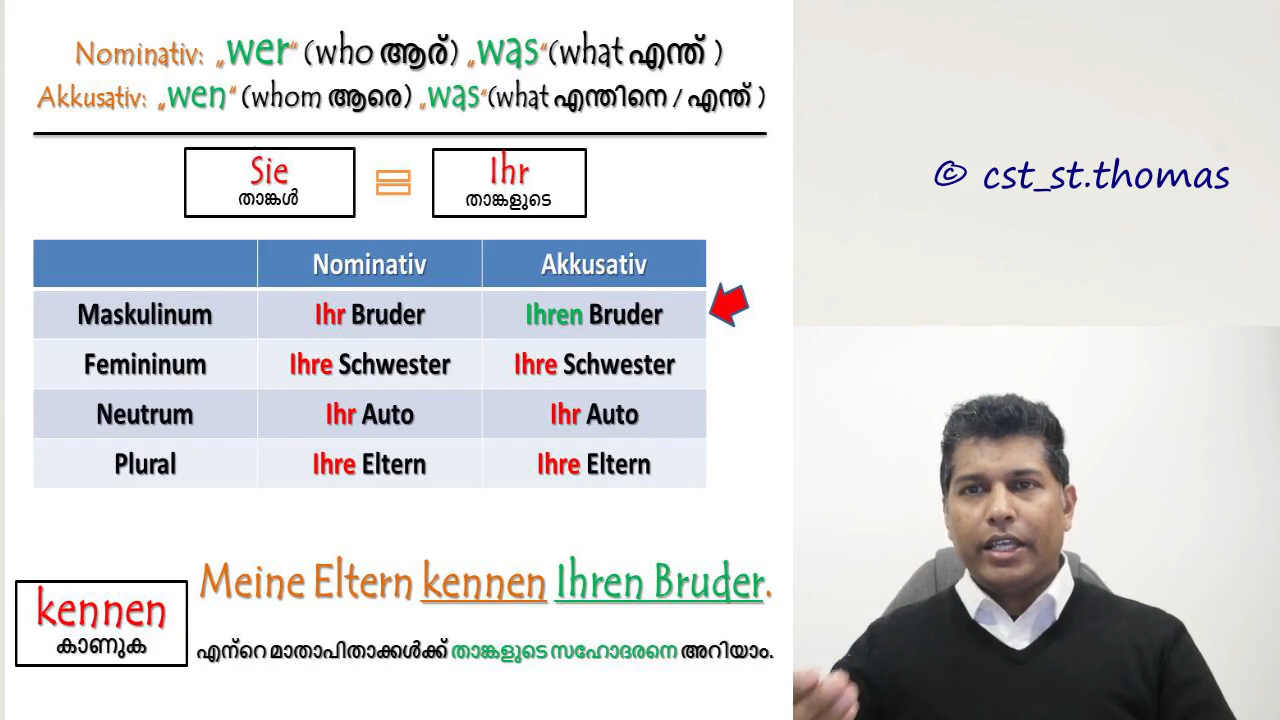 Nominativ: „wer“ (who ആര്) „was“(what എന്ത് )
Akkusativ: „wen“ (whom ആരെ) „was“(what എന്തിനെ / എന്ത് )
Sie = Ihr
താങ്കൾ താങ്കളുടെ
© cst_st.thomas
Nominativ Akkusativ
Maskulinum Ihr Bruder Ihren Bruder
Femininum Ihre Schwester Ihre Schwester
Neutrum Ihr Auto Ihr Auto
Plural Ihre Eltern Ihre Eltern
Meine Eltern kennen Ihren Bruder.
kennen
കാണുക
എന്റെ മാതാപിതാക്കൾക്ക് താങ്കളുടെ സഹോദരനെ അറിയാം.